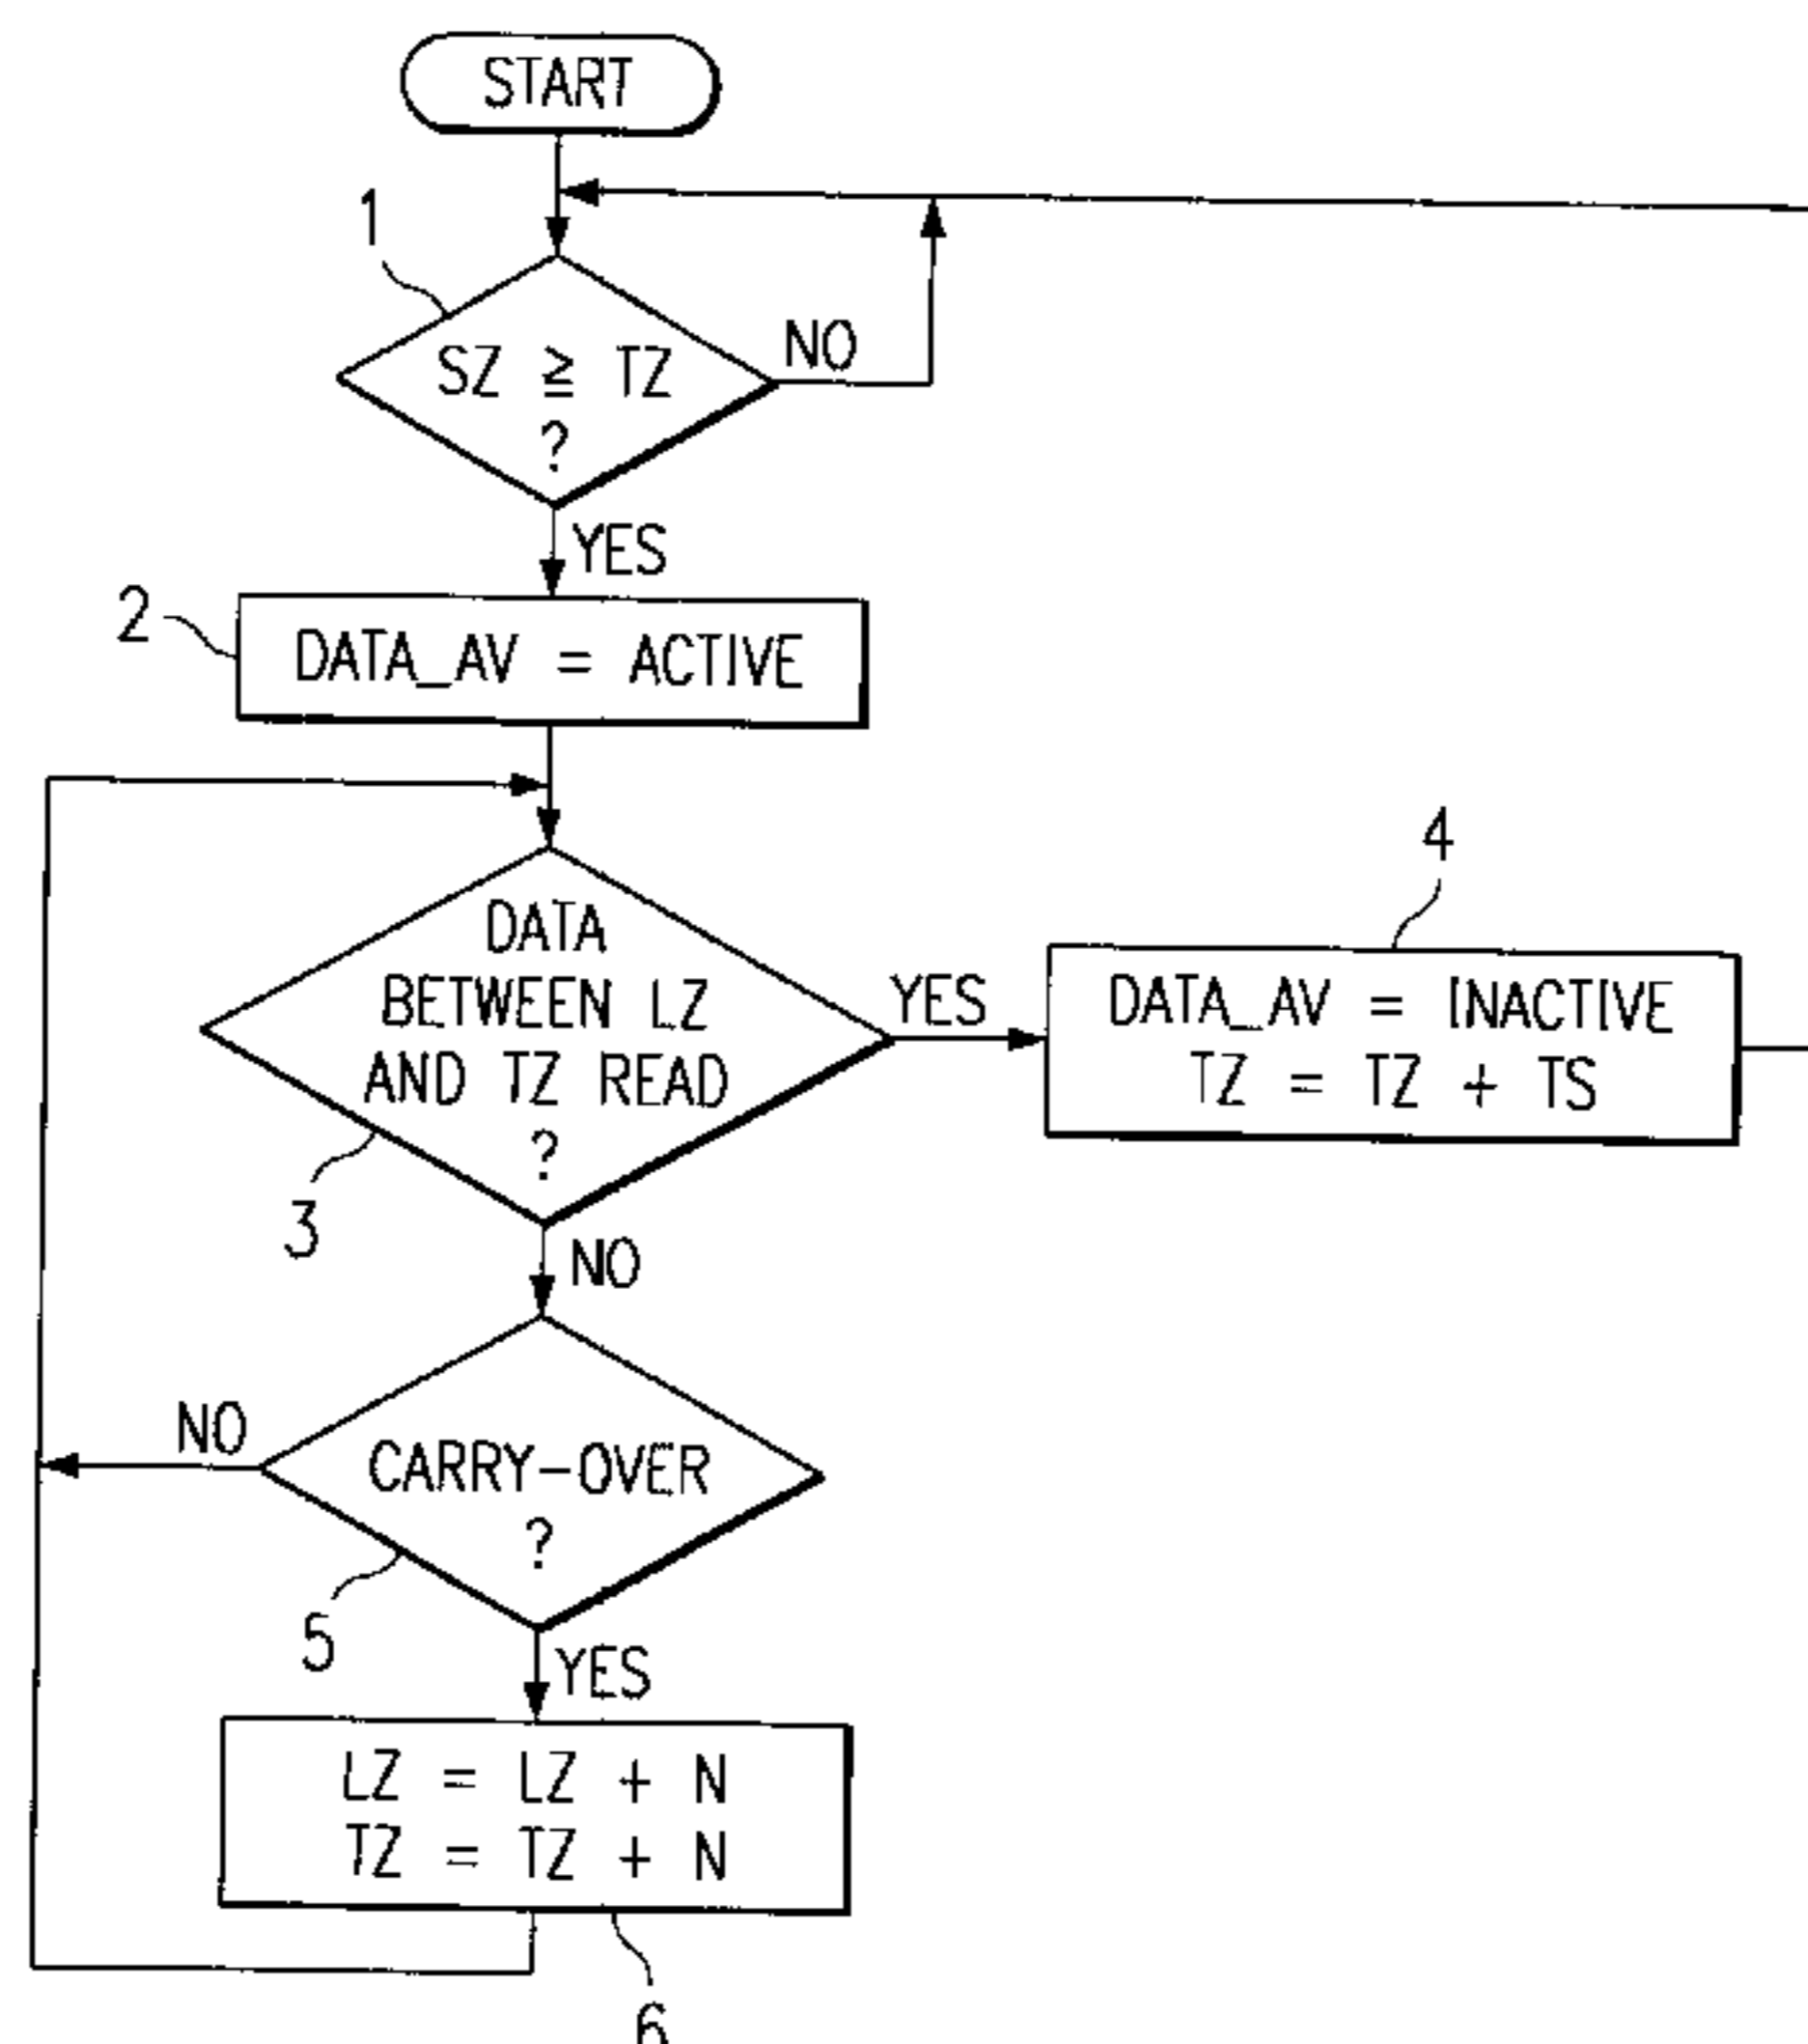 START
1
SZ ≧ TZ
?
NO
YES
2
DATA_AV = ACTIVE
DATA
BETWEEN LZ
AND TZ READ
?
3
YES
4
DATA_AV = INACTIVE
TZ = TZ + TS
NO
CARRY-OVER
?
NO
5
YES
LZ = LZ + N
TZ = TZ + N
6